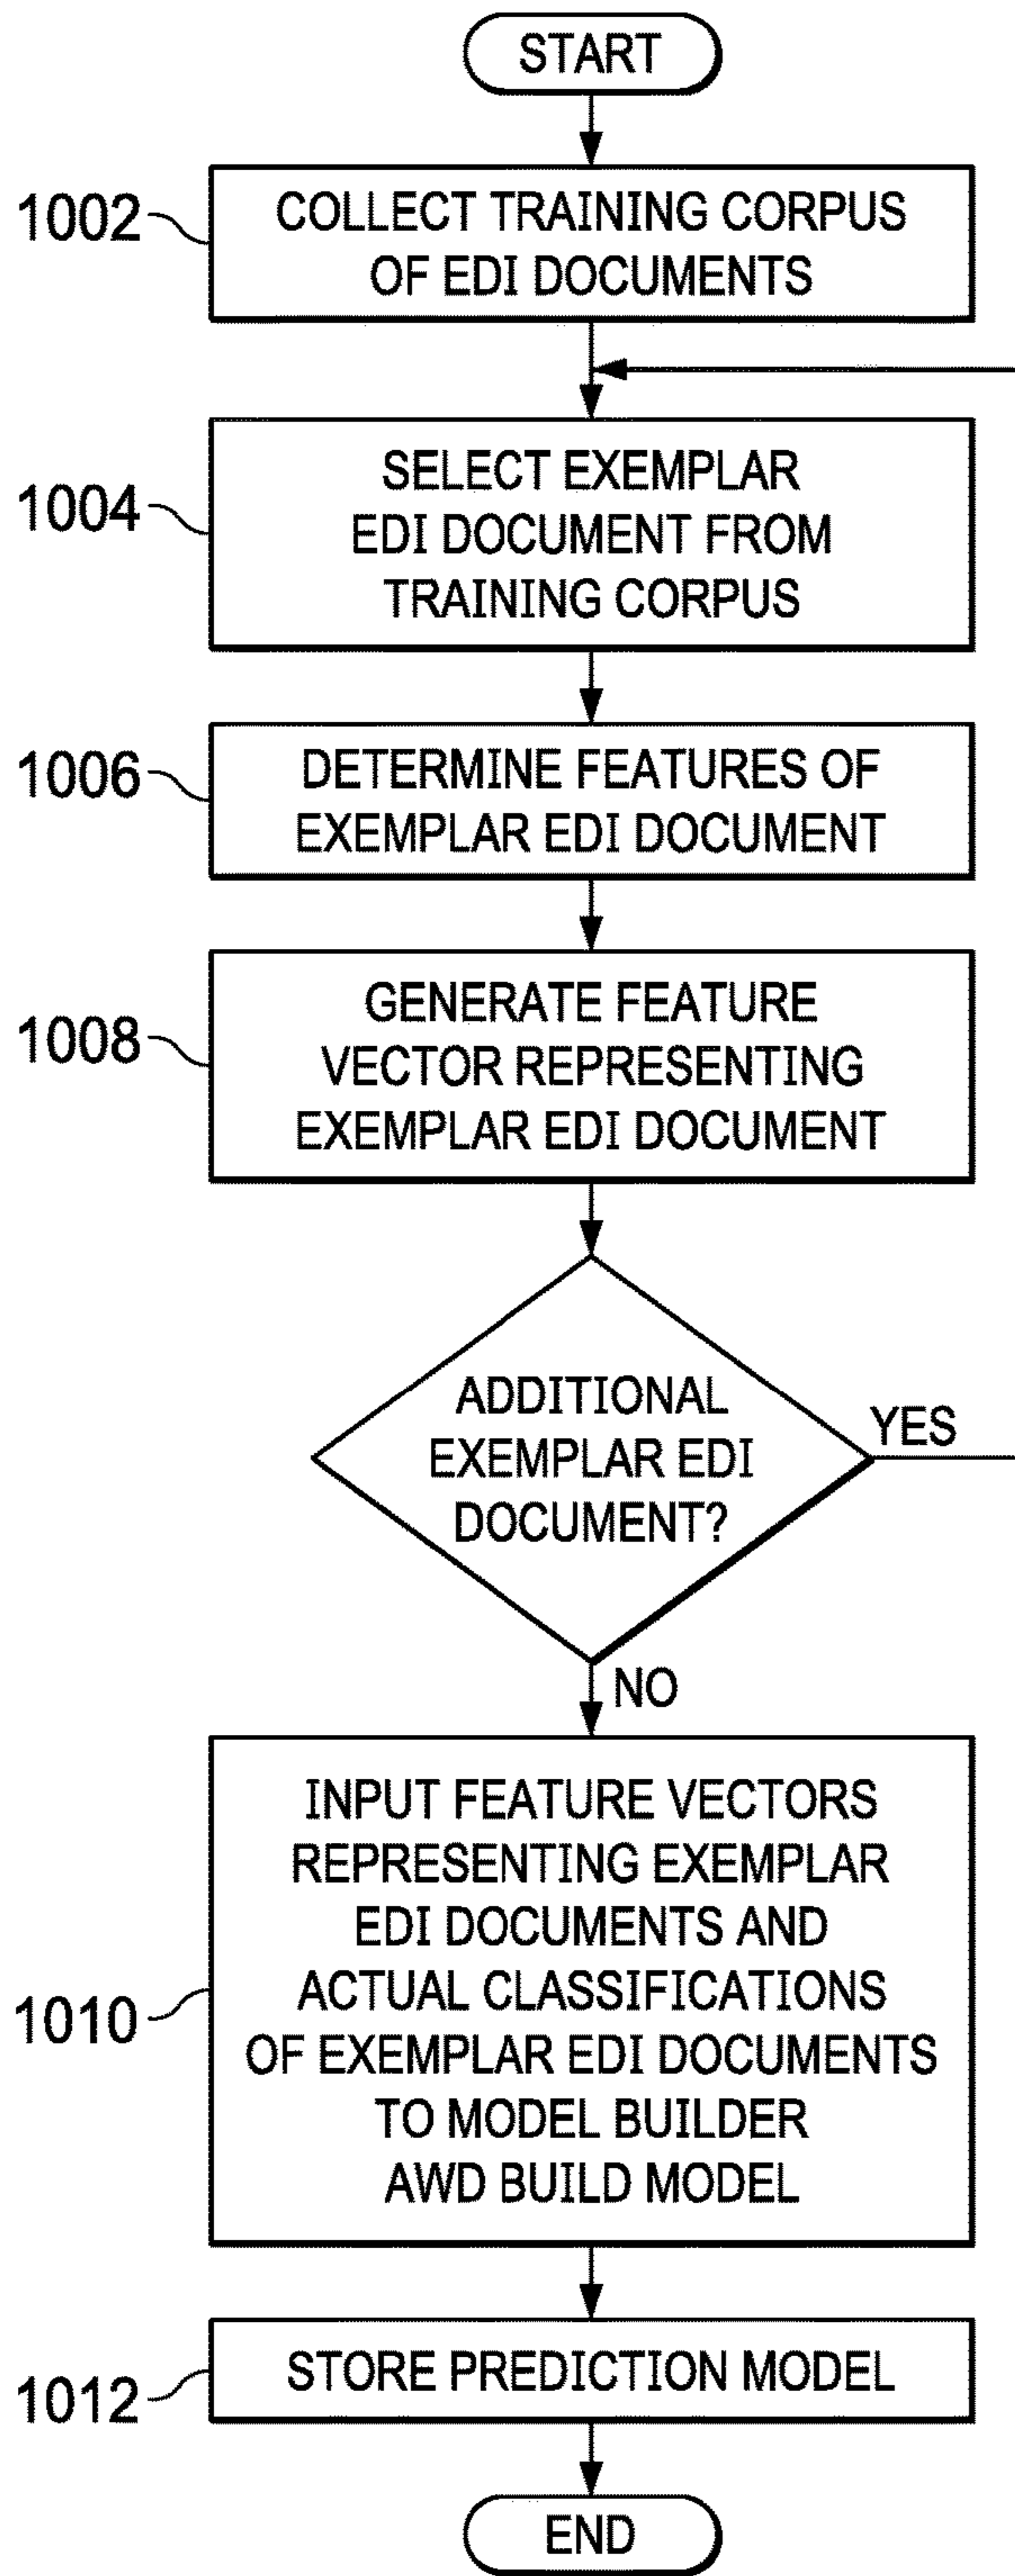 START
1002
COLLECT TRAINING CORPUS
OF EDI DOCUMENTS
1004
SELECT EXEMPLAR
EDI DOCUMENT FROM
TRAINING CORPUS
1006
DETERMINE FEATURES OF
EXEMPLAR EDI DOCUMENT
1008
GENERATE FEATURE
VECTOR REPRESENTING
EXEMPLAR EDI DOCUMENT
ADDITIONAL
EXEMPLAR EDI
DOCUMENT?
YES
NO
1010
INPUT FEATURE VECTORS
REPRESENTING EXEMPLAR
EDI DOCUMENTS AND
ACTUAL CLASSIFICATIONS
OF EXEMPLAR EDI DOCUMENTS
TO MODEL BUILDER
AWD BUILD MODEL
1012
STORE PREDICTION MODEL
END